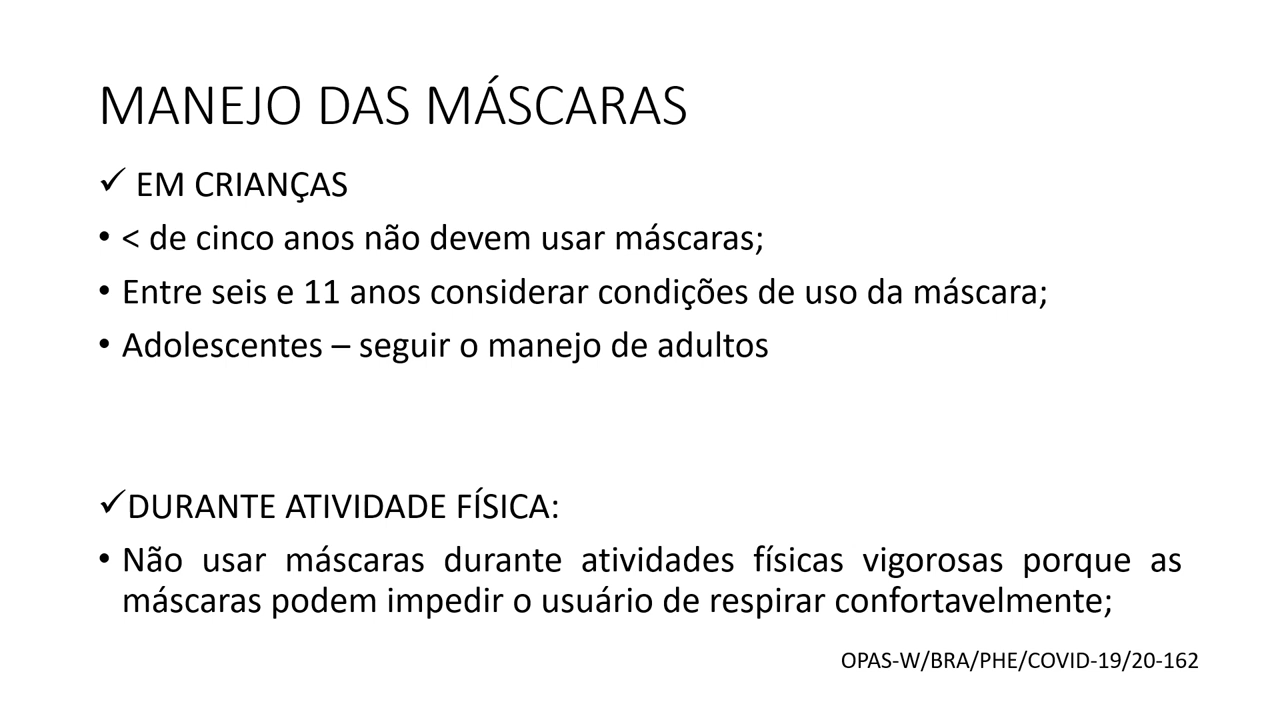 MANEJO DAS MÁSCARAS
✓ EM CRIANÇAS
• < de cinco anos não devem usar máscaras;
• Entre seis e 11 anos considerar condições de uso da máscara;
• Adolescentes – seguir o manejo de adultos
✓DURANTE ATIVIDADE FÍSICA:
• Não usar máscaras durante atividades físicas vigorosas porque as
máscaras podem impedir o usuário de respirar confortavelmente;
OPAS-W/BRA/PHE/COVID-19/20-162